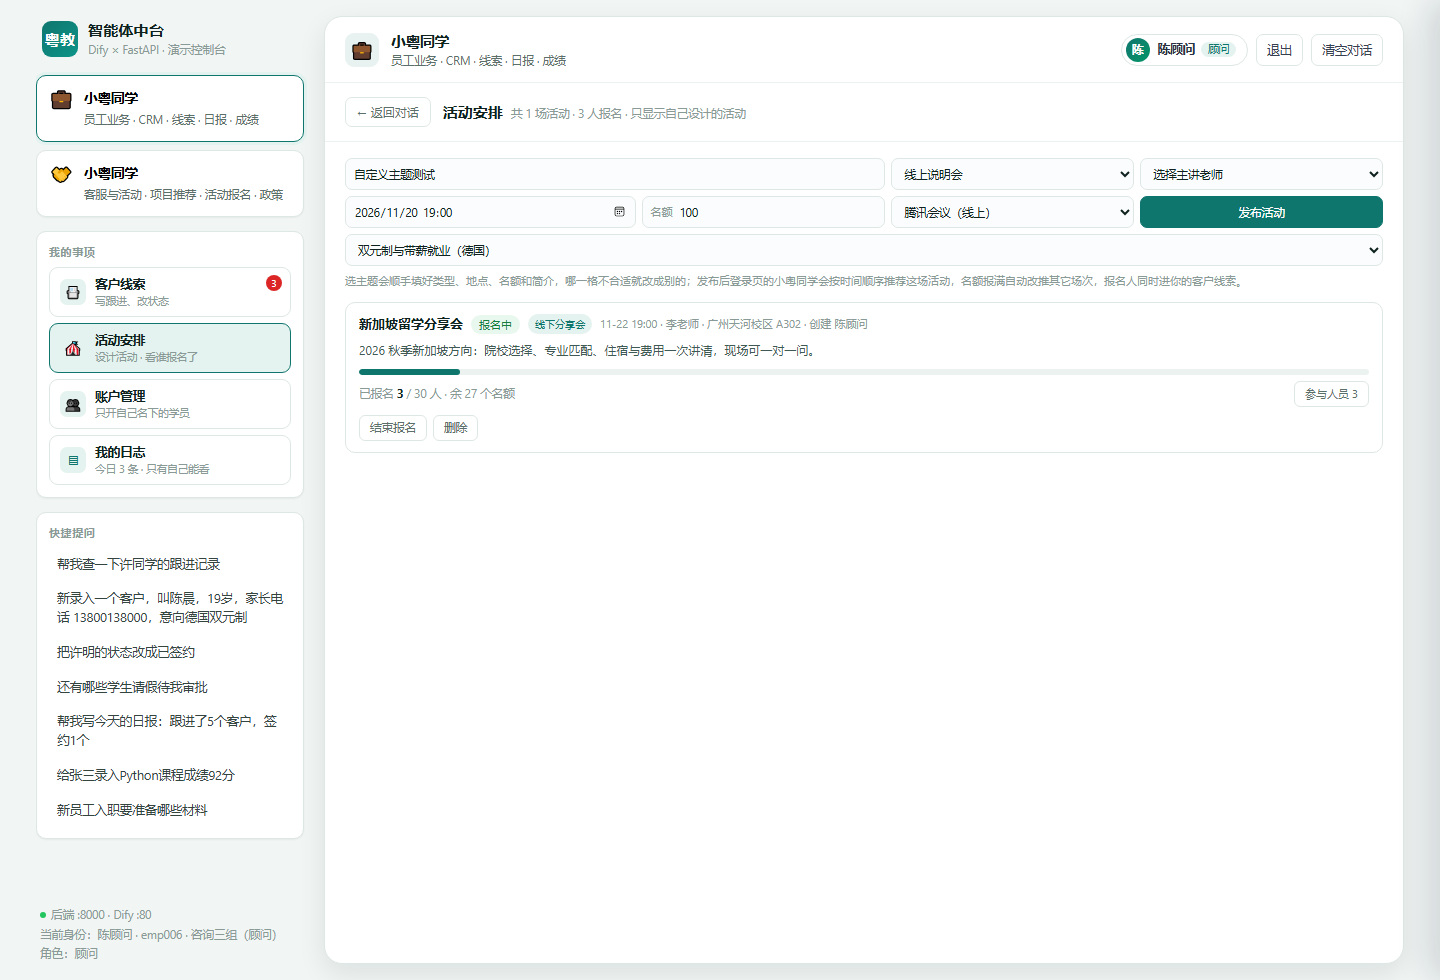 粤教
智能体中台
Dify × FastAPI · 演示控制台
小粤同学
员工业务 · CRM · 线索 · 日报 · 成绩
小粤同学
客服与活动 · 项目推荐 · 活动报名 · 政策
我的事项
客户线索
写跟进、改状态
3
活动安排
设计活动 · 看谁报名了
账户管理
只开自己名下的学员
我的日志
今日 3 条 · 只有自己能看
快捷提问
帮我查一下许同学的跟进记录
新录入一个客户，叫陈晨，19岁，家长电
话 13800138000，意向德国双元制
把许明的状态改成已签约
还有哪些学生请假待我审批
帮我写今天的日报：跟进了5个客户，签
约1个
给张三录入Python课程成绩92分
新员工入职要准备哪些材料
后端 :8000 · Dify :80
当前身份：陈顾问 · emp006 · 咨询三组（顾问）
角色：顾问
小粤同学
员工业务 · CRM · 线索 · 日报 · 成绩
陈 陈顾问 顾问
退出
清空对话
← 返回对话
活动安排 共 1 场活动 · 3 人报名 · 只显示自己设计的活动
自定义主题测试
线上说明会
选择主讲老师
2026/11/20 19:00
名额 100
腾讯会议（线上）
发布活动
双元制与带薪就业（德国）
选主题会顺手填好类型、地点、名额和简介，哪一格不合适就改成别的；发布后登录页的小粤同学会按时间顺序推荐这场活动，名额报满自动改推其它场次，报名人同时进你的客户线索。
新加坡留学分享会 报名中 线下分享会 11-22 19:00 · 李老师 · 广州天河校区 A302 · 创建 陈顾问
2026 秋季新加坡方向：院校选择、专业匹配、住宿与费用一次讲清，现场可一对一问。
已报名 3 / 30 人 · 余 27 个名额
参与人员 3
结束报名
删除